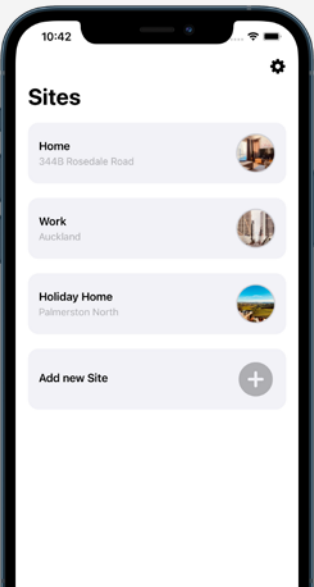 10:42
Sites
Home
344B Rosedale Road
Work
Auckland
Holiday Home
Palmerston North
Add new Site